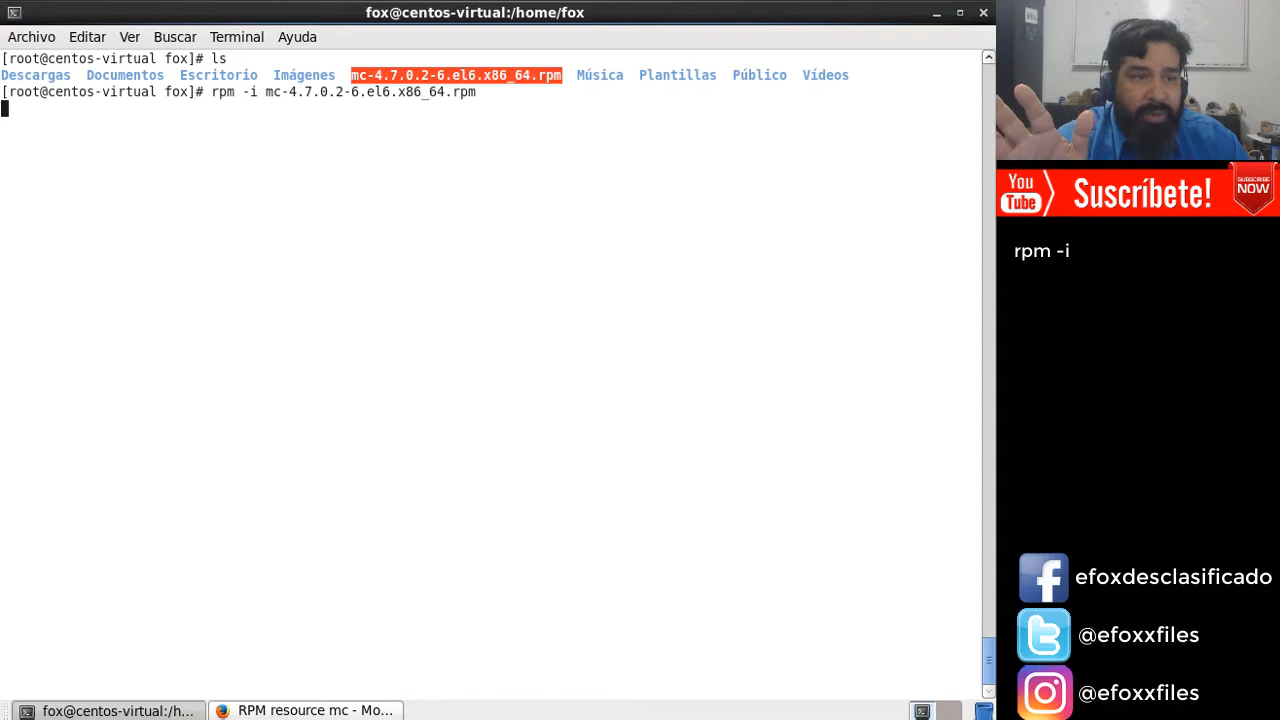 fox@centos-virtual:/home/fox
Archivo Editar Ver Buscar Terminal Ayuda
[root@centos-virtual fox]# ls
Descargas Documentos Escritorio Imágenes mc-4.7.0.2-6.el6.x86_64.rpm Música Plantillas Público Vídeos
[root@centos-virtual fox]# rpm -i mc-4.7.0.2-6.el6.x86_64.rpm
You Tube Suscríbete! SUBSCRIBE NOW
rpm -i
efoxdesclasificado
@efoxxfiles
@efoxxfiles
fox@centos-virtual:/h... RPM resource mc - Mo...